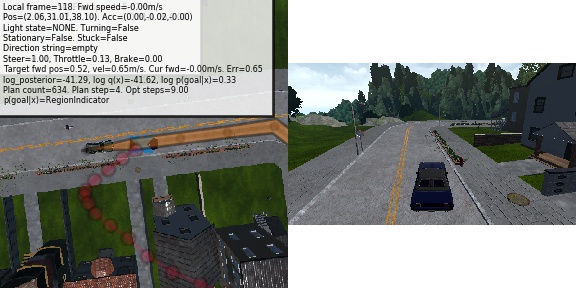 Local frame=118. Fwd speed=-0.00m/s
Pos=(2.06,31.01,38.10). Acc=(0.00,-0.02,-0.00)
Light state=NONE. Turning=False
Stationary=False. Stuck=False
Direction string=empty
Steer=1.00, Throttle=0.13, Brake=0.00
Target fwd pos=0.52, vel=0.65m/s. Cur fwd=-0.00m/s. Err=0.65
log_posterior=-41.29, log q(x)=-41.62, log p(goal|x)=0.33
Plan count=634. Plan step=4. Opt steps=9.00
p(goal|x)=RegionIndicator